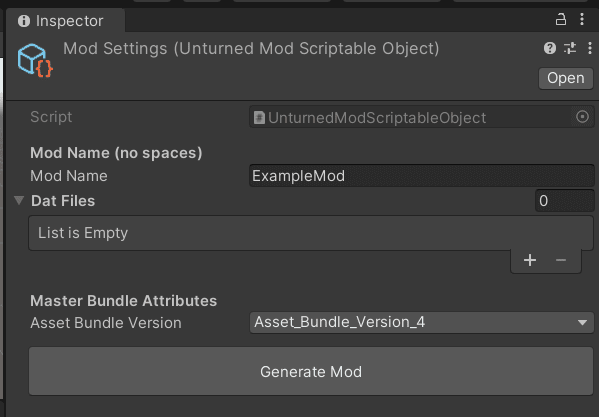 Inspector
Mod Settings (Unturned Mod Scriptable Object)
Open
Script
UnturnedModScriptableObject
Mod Name (no spaces)
Mod Name
ExampleMod
Dat Files
0
List is Empty
Master Bundle Attributes
Asset Bundle Version
Asset_Bundle_Version_4
Generate Mod